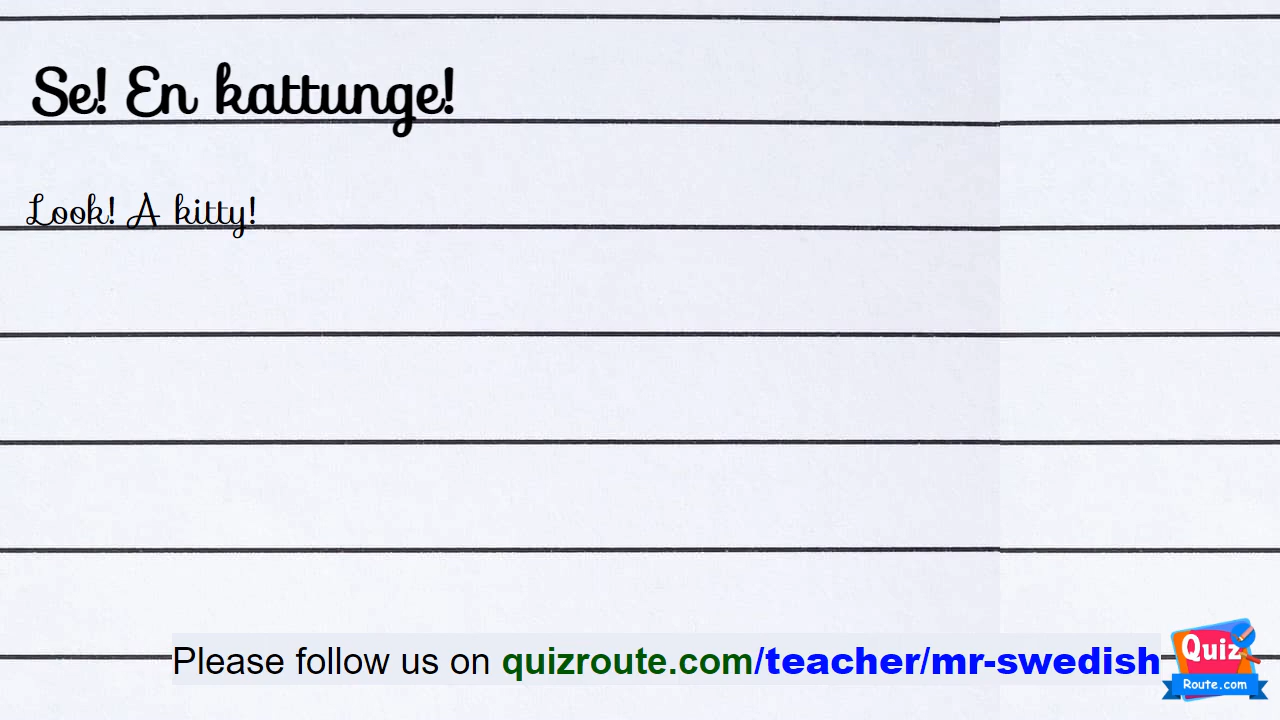 Se! En kattunge!
Look! A kitty!
Please follow us on quizroute.com/teacher/mr-swedish
Quiz
Route.com